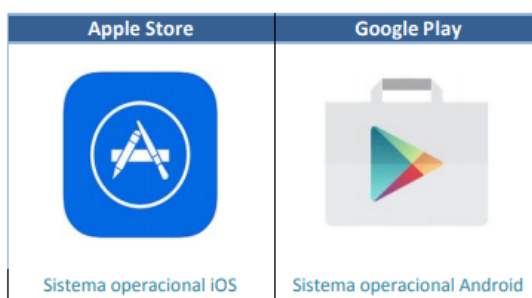 Apple Store
Google Play
Sistema operacional iOS
Sistema operacional Android